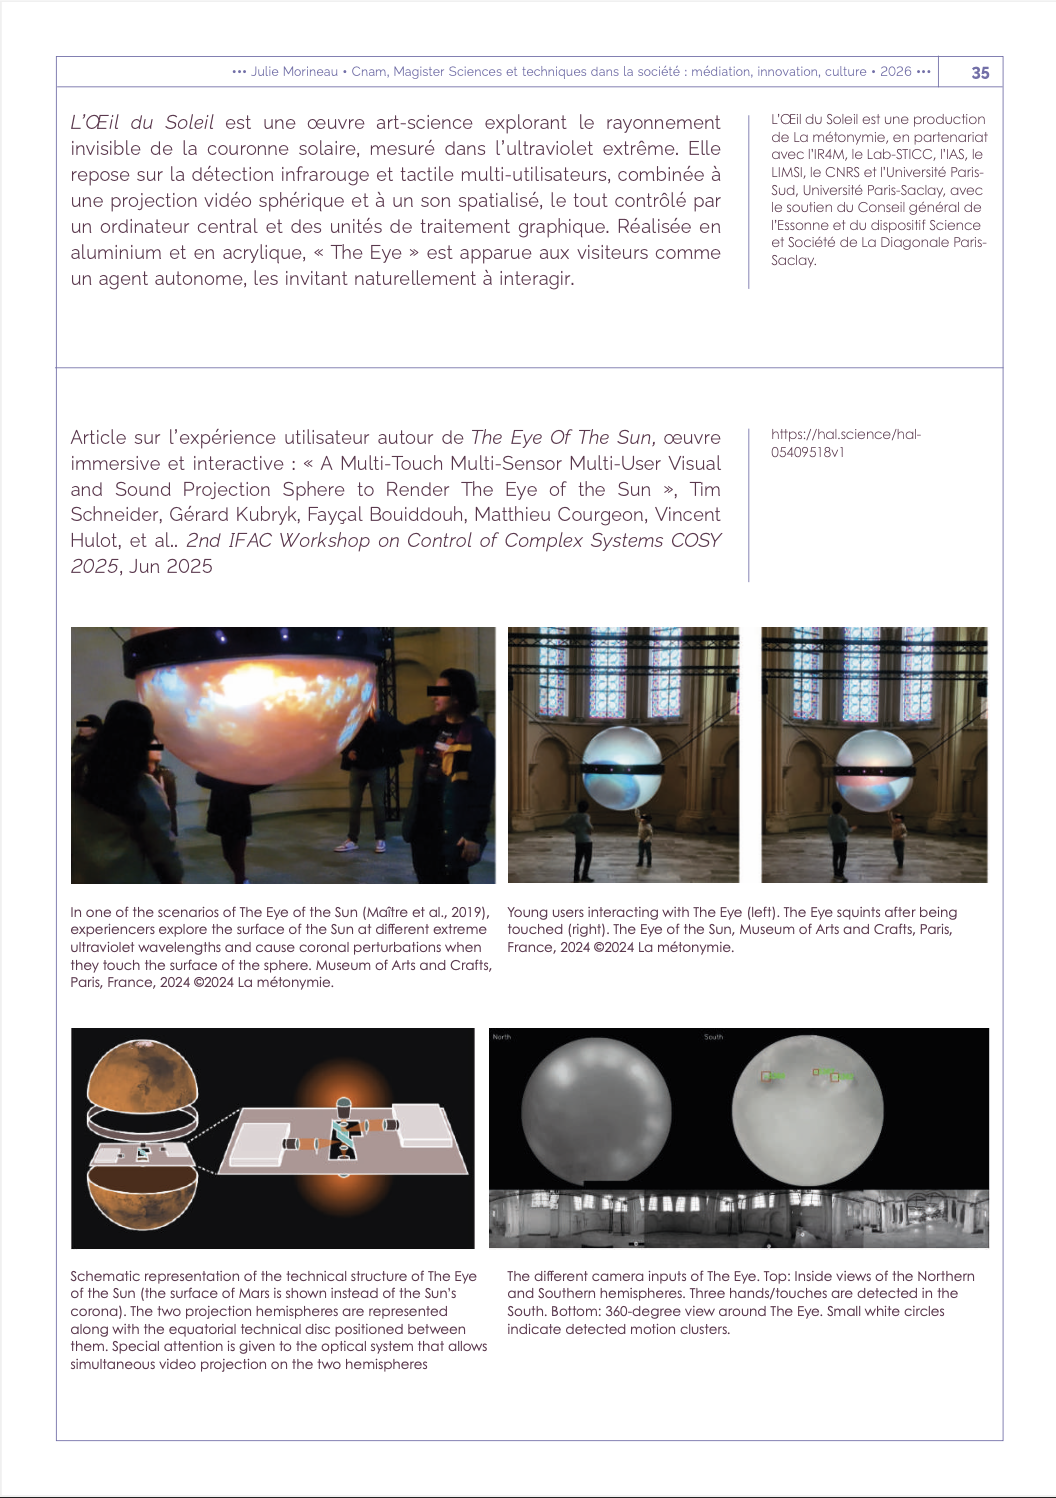 ••• Julie Morineau • Cnam, Magister Sciences et techniques dans la société : médiation, innovation, culture • 2026 •••
35
L’Œil du Soleil est une œuvre art-science explorant le rayonnement
invisible de la couronne solaire, mesuré dans l’ultraviolet extrême. Elle
repose sur la détection infrarouge et tactile multi-utilisateurs, combinée à
une projection vidéo sphérique et à un son spatialisé, le tout contrôlé par
un ordinateur central et des unités de traitement graphique. Réalisée en
aluminium et en acrylique, « The Eye » est apparue aux visiteurs comme
un agent autonome, les invitant naturellement à interagir.
L'Œil du Soleil est une production
de La métonymie, en partenariat
avec l'IR4M, le Lab-STICC, l'IAS, le
LIMSI, le CNRS et l'Université Paris-
Sud, Université Paris-Saclay, avec
le soutien du Conseil général de
l'Essonne et du dispositif Science
et Société de La Diagonale Paris-
Saclay.
Article sur l’expérience utilisateur autour de The Eye Of The Sun, œuvre
immersive et interactive : « A Multi-Touch Multi-Sensor Multi-User Visual
and Sound Projection Sphere to Render The Eye of the Sun », Tim
Schneider, Gérard Kubryk, Fayçal Bouiddouh, Matthieu Courgeon, Vincent
Hulot, et al.. 2nd IFAC Workshop on Control of Complex Systems COSY
2025, Jun 2025
https://hal.science/hal-
05409518v1
In one of the scenarios of The Eye of the Sun (Maître et al., 2019),
experiencers explore the surface of the Sun at different extreme
ultraviolet wavelengths and cause coronal perturbations when
they touch the surface of the sphere. Museum of Arts and Crafts,
Paris, France, 2024 ©2024 La métonymie.
Young users interacting with The Eye (left). The Eye squints after being
touched (right). The Eye of the Sun, Museum of Arts and Crafts, Paris,
France, 2024 ©2024 La métonymie.
North
South
Schematic representation of the technical structure of The Eye
of the Sun (the surface of Mars is shown instead of the Sun's
corona). The two projection hemispheres are represented
along with the equatorial technical disc positioned between
them. Special attention is given to the optical system that allows
simultaneous video projection on the two hemispheres
The different camera inputs of The Eye. Top: Inside views of the Northern
and Southern hemispheres. Three hands/touches are detected in the
South. Bottom: 360-degree view around The Eye. Small white circles
indicate detected motion clusters.